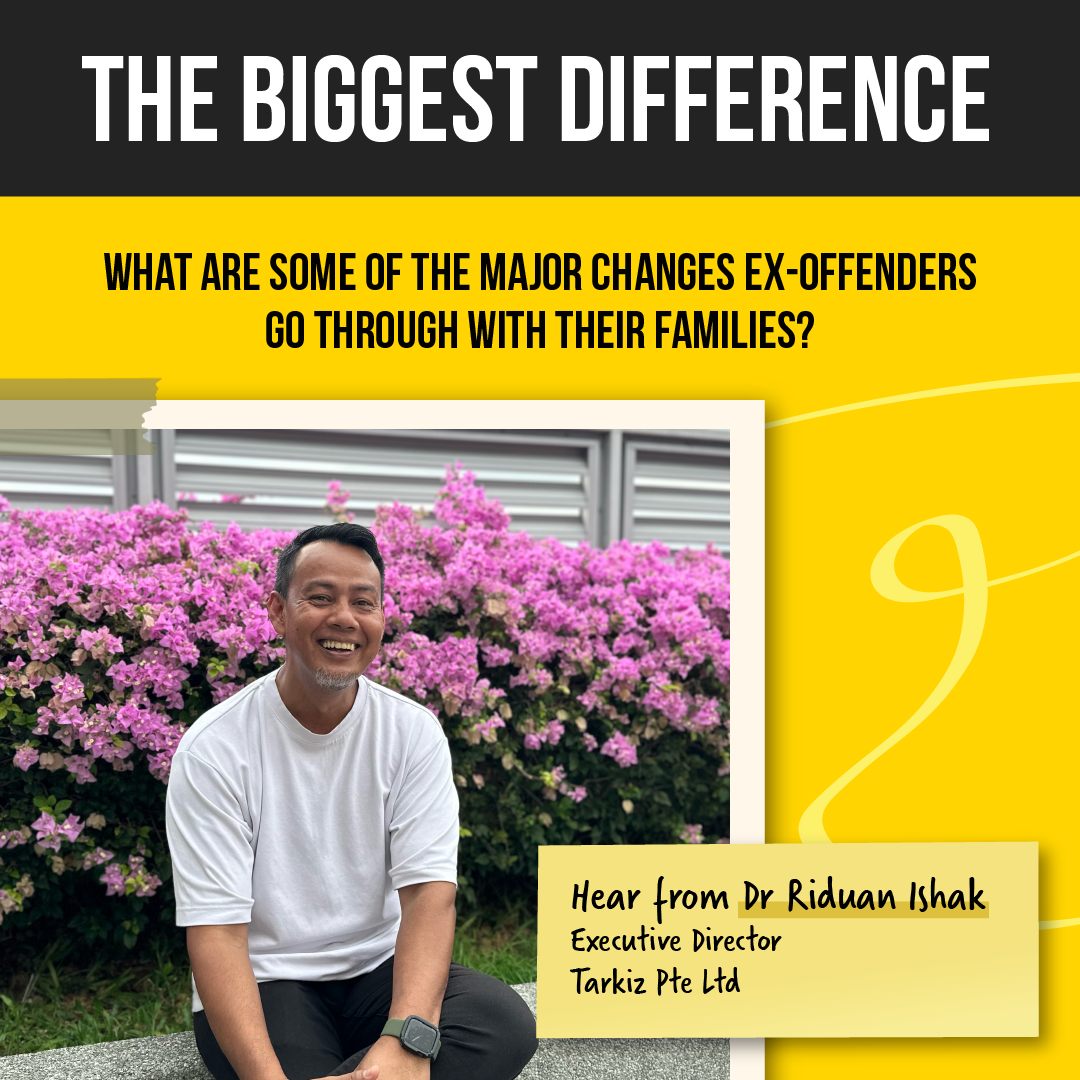 THE BIGGEST DIFFERENCE
WHAT ARE SOME OF THE MAJOR CHANGES EX-OFFENDERS
GO THROUGH WITH THEIR FAMILIES?
Hear from Dr Riduan Ishak
Executive Director
Tarkiz Pte Ltd